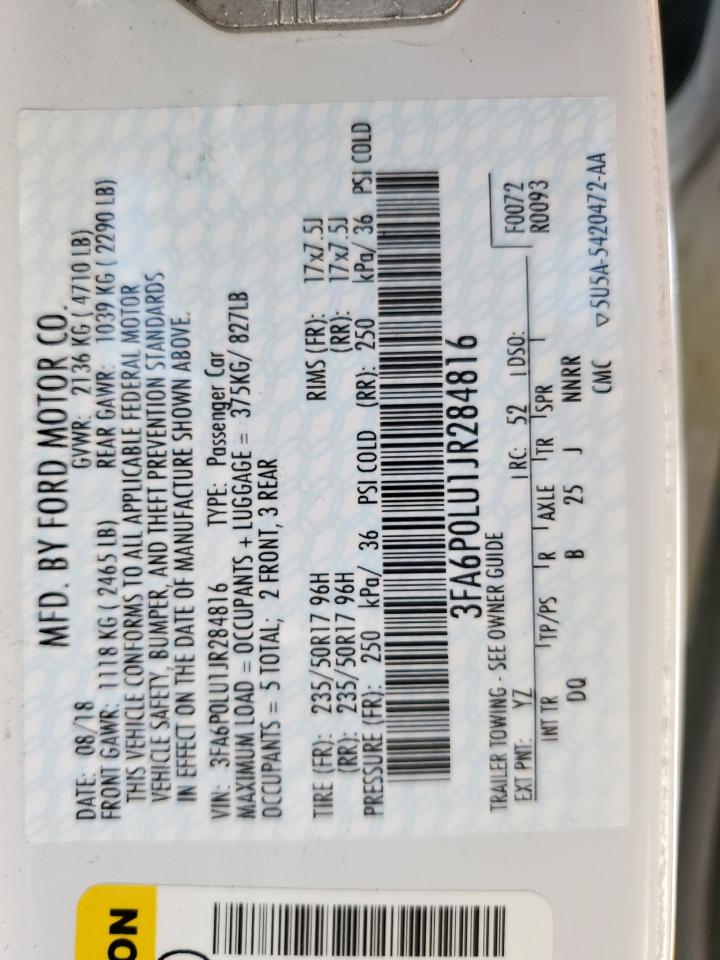 MFD. BY FORD MOTOR CO.
DATE: 08/18 GVWR: 2136 KG ( 4710 LB)
FRONT GAWR: 1118 KG ( 2465 LB) REAR GAWR: 1039 KG ( 2290 LB)
THIS VEHICLE CONFORMS TO ALL APPLICABLE FEDERAL MOTOR
VEHICLE SAFETY, BUMPER, AND THEFT PREVENTION STANDARDS
IN EFFECT ON THE DATE OF MANUFACTURE SHOWN ABOVE.
VIN: 3FA6P0LU1JR284816 TYPE: Passenger Car
MAXIMUM LOAD = OCCUPANTS + LUGGAGE = 375KG/ 827LB
OCCUPANTS = 5 TOTAL; 2 FRONT, 3 REAR
TIRE (FR): 235/50R17 96H RIMS (FR): 17x7.5J
(RR): 235/50R17 96H (RR): 17x7.5J
PRESSURE (FR): 250 kPa/ 36 PSI COLD (RR): 250 kPa/ 36 PSI COLD
3FA6P0LU1JR284816
TRAILER TOWING - SEE OWNER GUIDE
F0072
R0093
EXT PNT: YZ RC: 52 DSO:
INT TR TP/PS R AXLE TR SPR
DQ B 25 J NNRR
CMC ▽5U5A-5420472-AA
ON